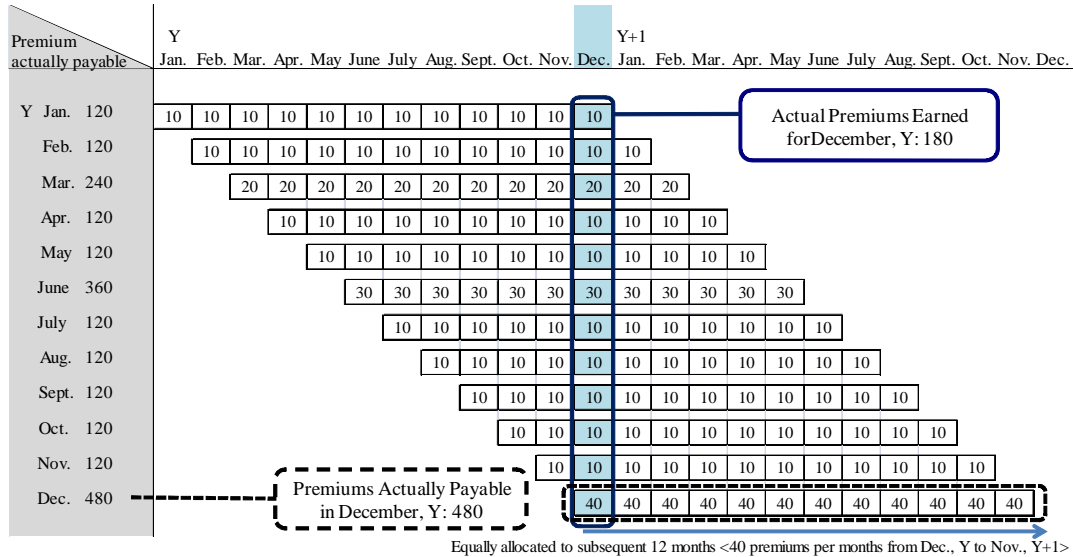 Y Y+1
Premium
actually payable Jan. Feb. Mar. Apr. May June July Aug. Sept. Oct. Nov. Dec. Jan. Feb. Mar. Apr. May June July Aug. Sept. Oct. Nov. Dec.
Y Jan. 120 10 10 10 10 10 10 10 10 10 10 10 10
Actual Premiums Earned
forDecember, Y: 180
Feb. 120 10 10 10 10 10 10 10 10 10 10 10 10
Mar. 240 20 20 20 20 20 20 20 20 20 20 20 20
Apr. 120 10 10 10 10 10 10 10 10 10 10 10 10
May 120 10 10 10 10 10 10 10 10 10 10 10 10
June 360 30 30 30 30 30 30 30 30 30 30 30 30
July 120 10 10 10 10 10 10 10 10 10 10 10 10
Aug. 120 10 10 10 10 10 10 10 10 10 10 10 10
Sept. 120 10 10 10 10 10 10 10 10 10 10 10 10
Oct. 120 10 10 10 10 10 10 10 10 10 10 10 10
Nov. 120 10 10 10 10 10 10 10 10 10 10 10 10
Dec. 480 40 40 40 40 40 40 40 40 40 40 40 40
Premiums Actually Payable
in December, Y: 480
Equally allocated to subsequent 12 months <40 premiums per months from Dec., Y to Nov., Y+1>